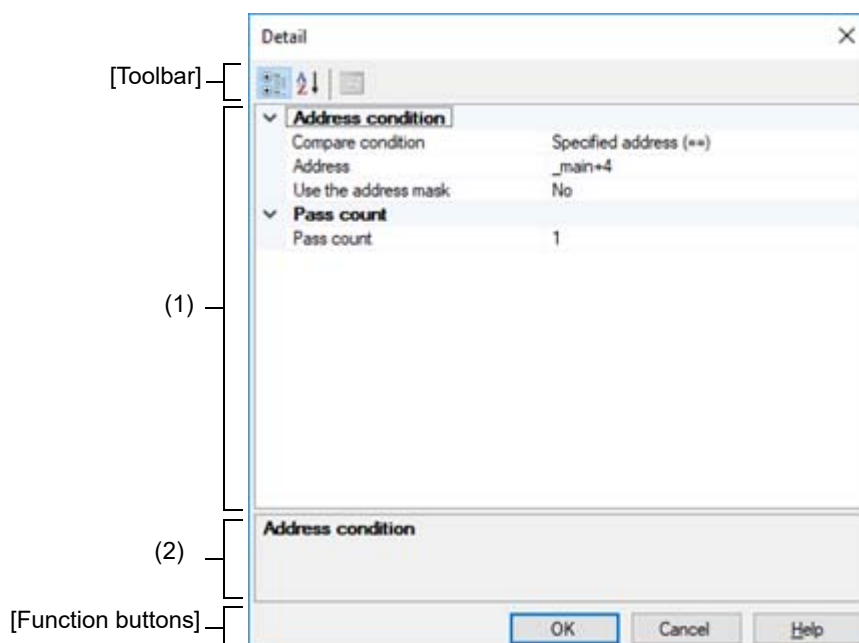 Detail
[Toolbar]
Address condition
Compare condition Specified address (==)
Address _main+4
Use the address mask No
Pass count
Pass count 1
(1)
(2)
Address condition
[Function buttons]
OK Cancel Help